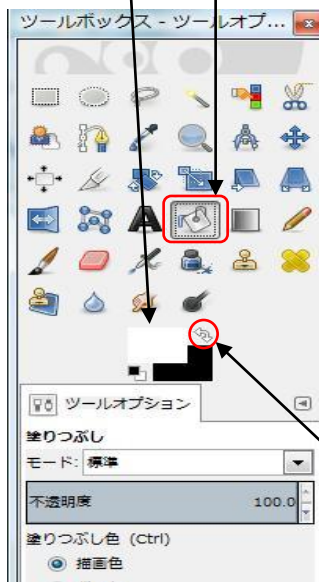 ツールボックス - ツールオプ...
ツールオプション
塗りつぶし
モード: 標準
不透明度 100.0
塗りつぶし色 (Ctrl)
描画色